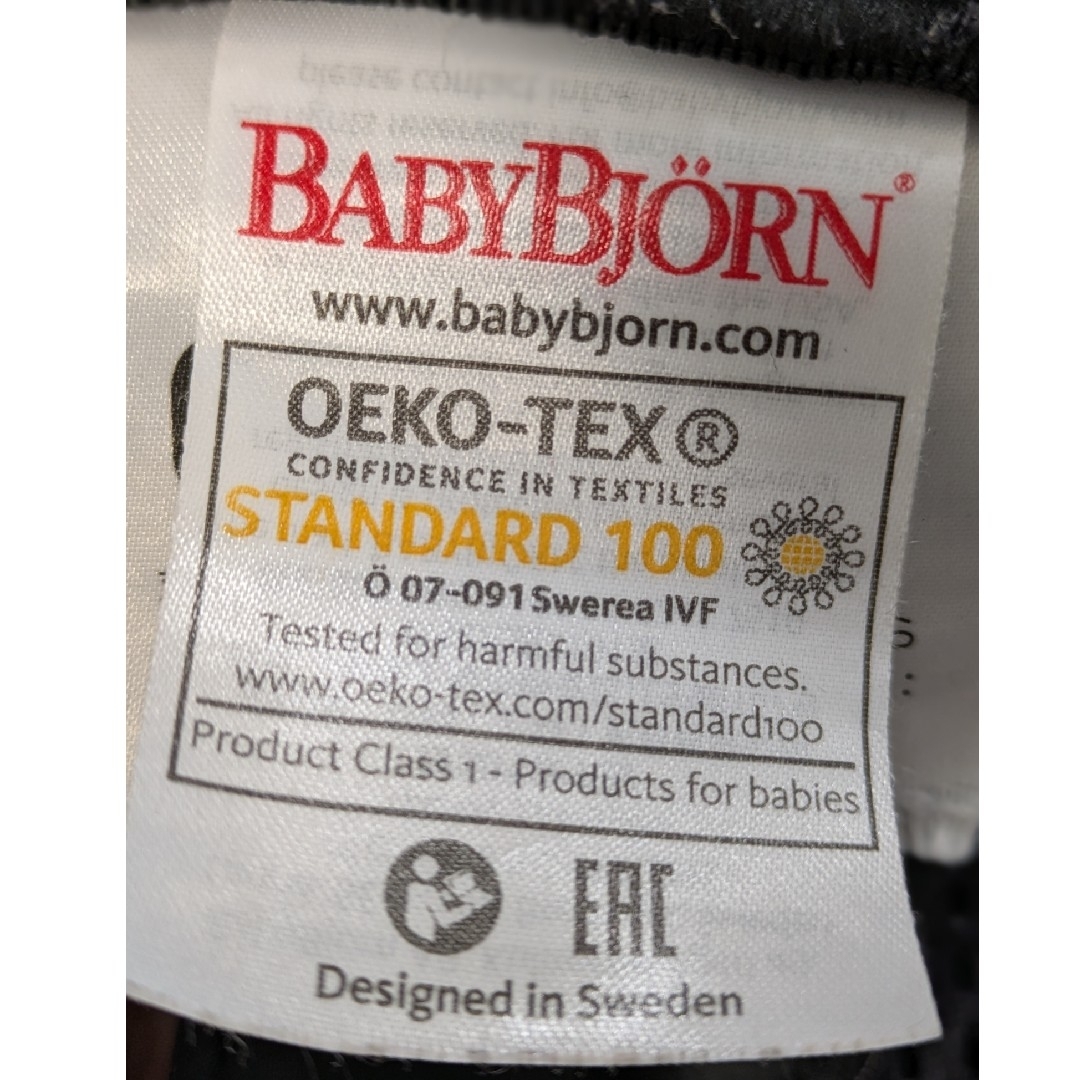 BABYBJÖRN®
www.babybjorn.com
OEKO-TEX®
CONFIDENCE IN TEXTILES
STANDARD 100
Ö 07-091 Swerea IVF
Tested for harmful substances.
www.oeko-tex.com/standard100
Product Class 1 - Products for babies
EAC
Designed in Sweden